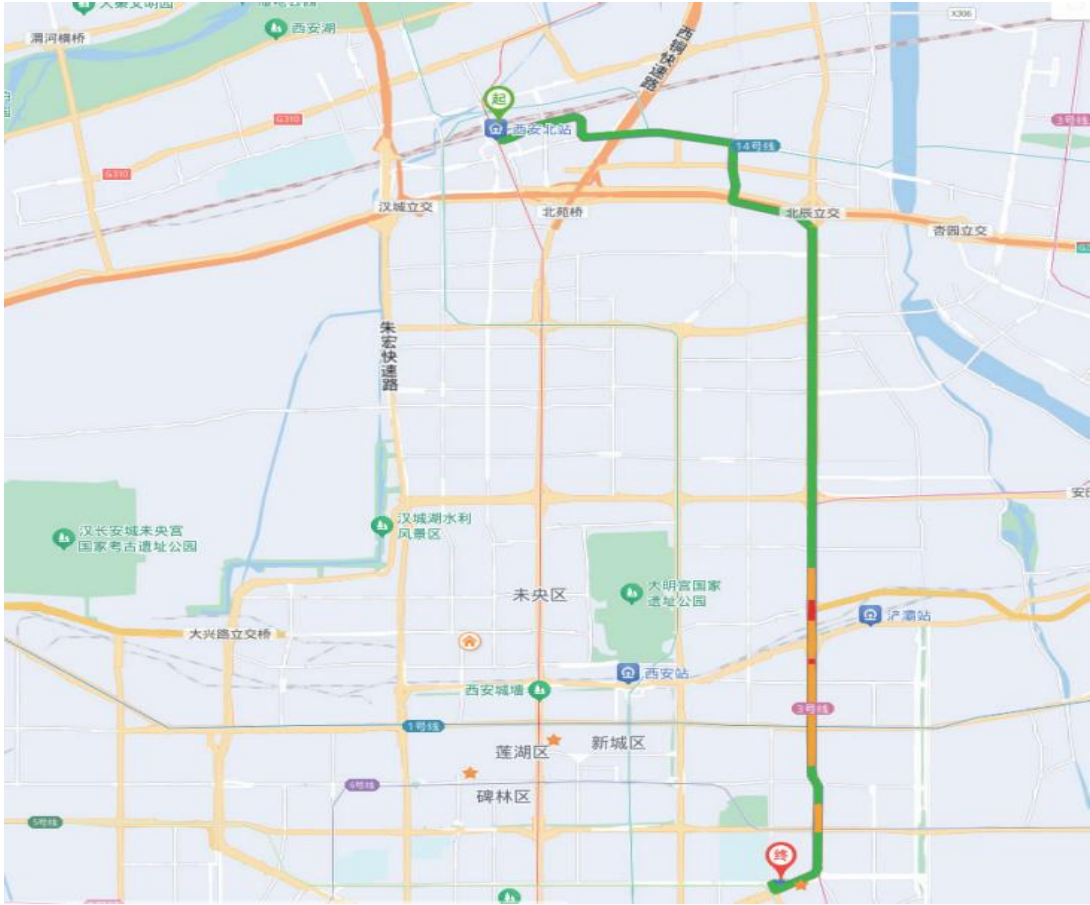 渭河横桥
西安湖
西铜快速路
X306
G310
起
西安北站
14号线
3号线
G310
汉城立交
北苑桥
北辰立交
杏园立交
朱宏快速路
汉长安城未央宫
国家考古遗址公园
汉城湖水利
风景区
未央区
大明宫国家
遗址公园
浐灞站
大兴路立交桥
西安站
西安城墙
3号线
1号线
莲湖区
新城区
碑林区
6号线
5号线
终